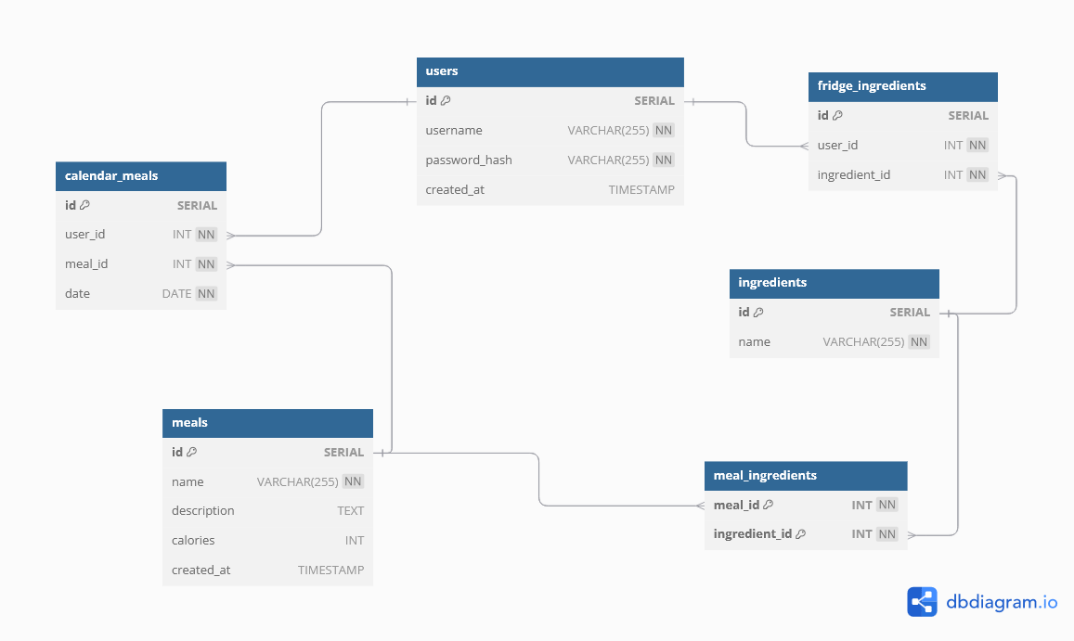 users
id SERIAL
username VARCHAR(255) NN
password_hash VARCHAR(255) NN
created_at TIMESTAMP
fridge_ingredients
id SERIAL
user_id INT NN
ingredient_id INT NN
calendar_meals
id SERIAL
user_id INT NN
meal_id INT NN
date DATE NN
ingredients
id SERIAL
name VARCHAR(255) NN
meals
id SERIAL
name VARCHAR(255) NN
description TEXT
calories INT
created_at TIMESTAMP
meal_ingredients
meal_id INT NN
ingredient_id INT NN
dbdiagram.io